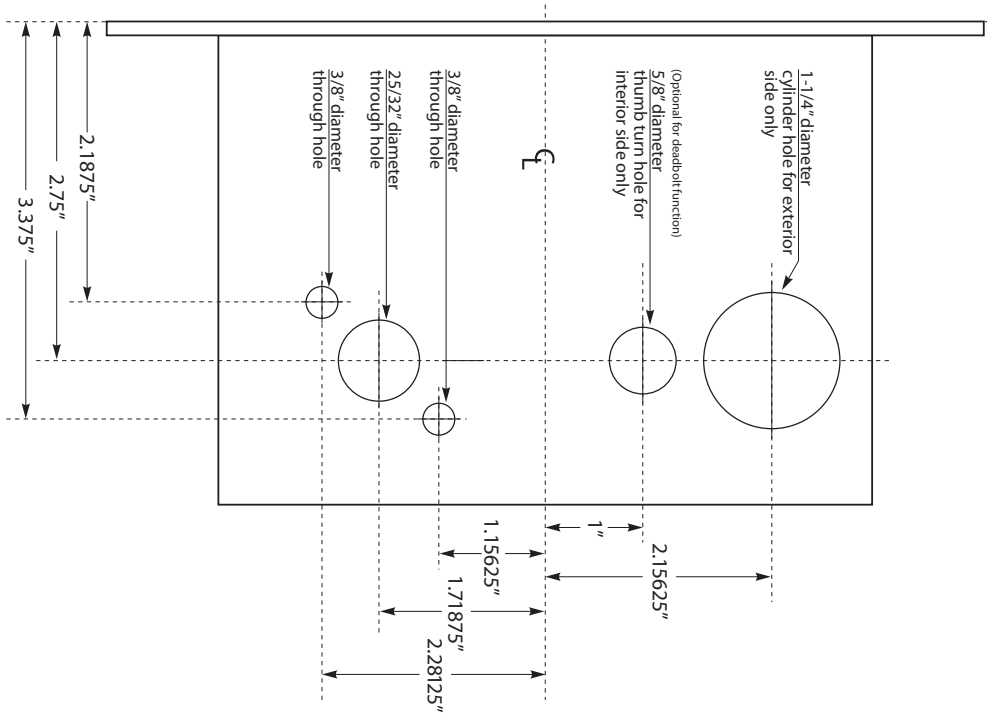 1-1/4" diameter
cylinder hole for exterior
side only
(Optional for deadbolt function)
5/8" diameter
thumb turn hole for
interior side only
CL
3/8" diameter
through hole
25/32" diameter
through hole
3/8" diameter
through hole
2.1875"
2.75"
3.375"
1"
2.15625"
1.15625"
1.71875"
2.28125"